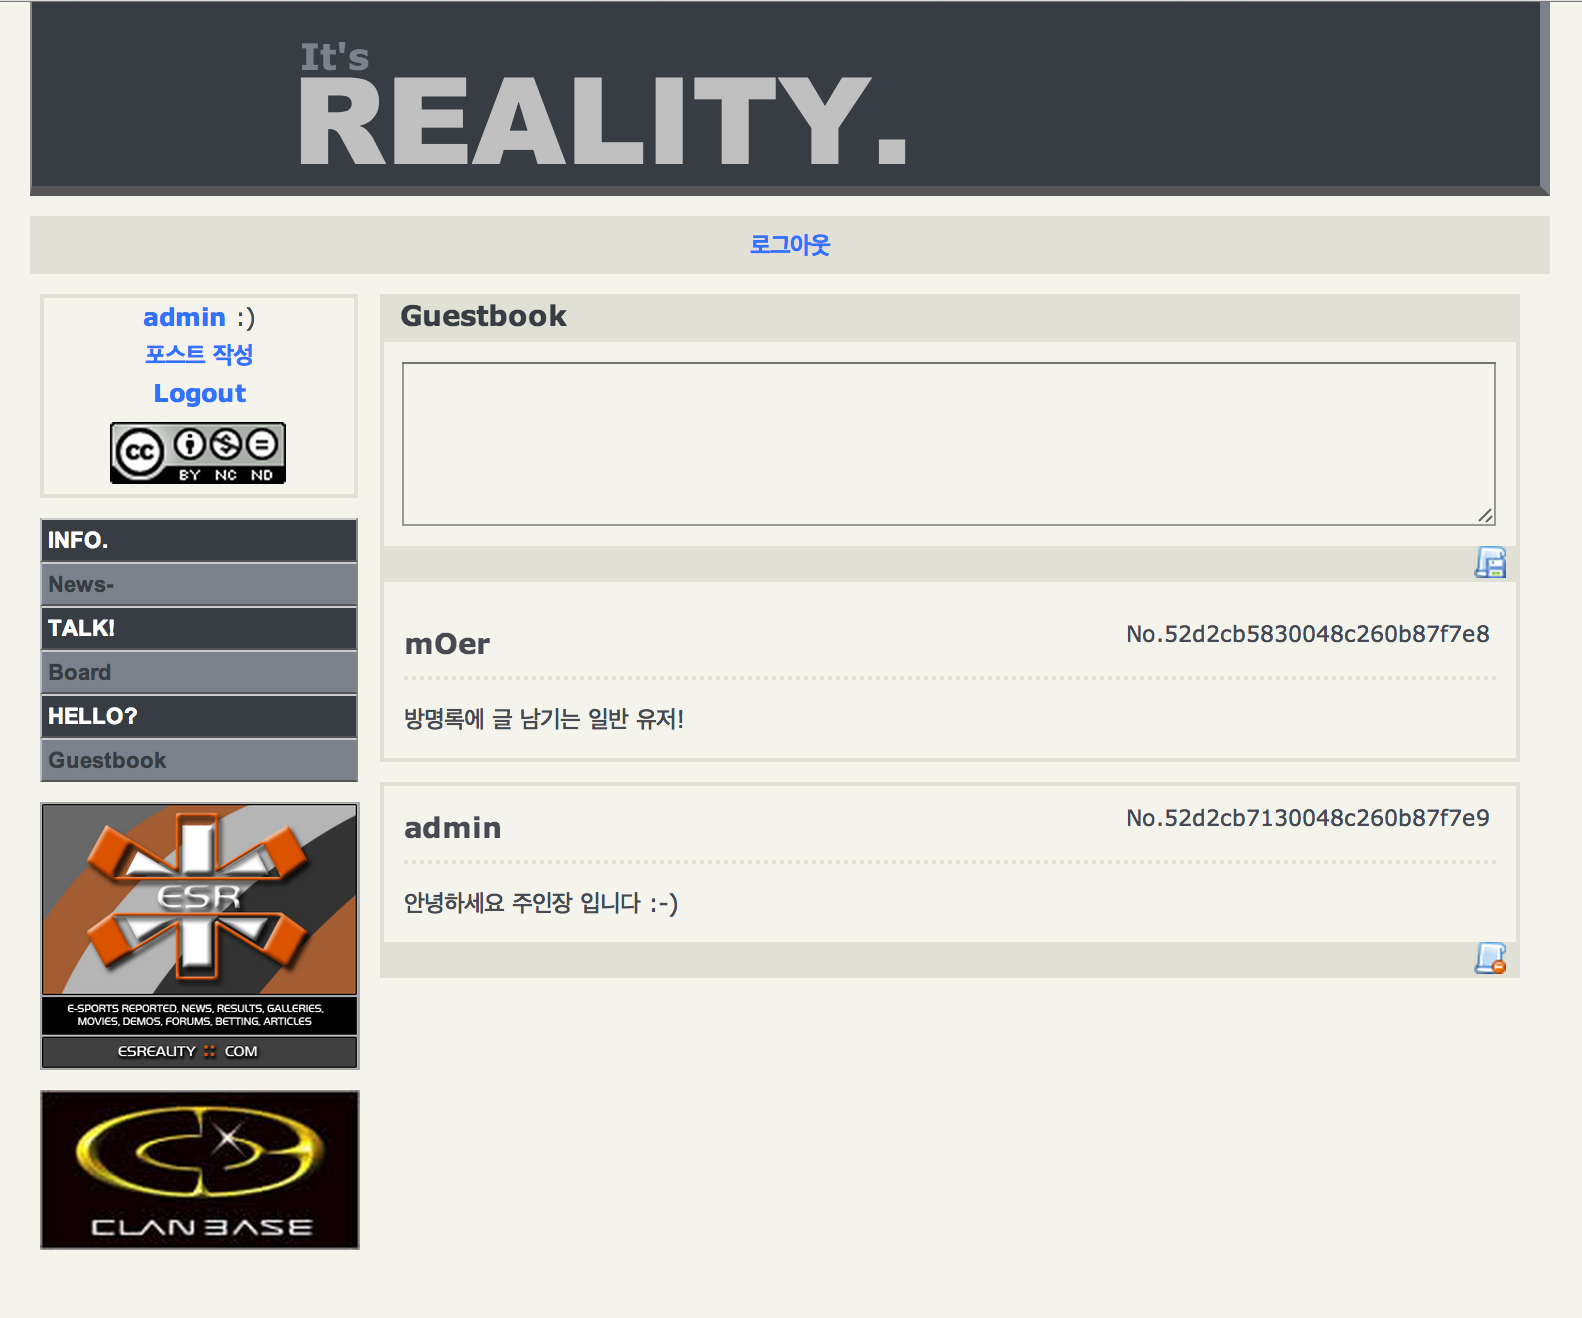 It's
REALITY.
로그아웃
admin :)
포스트 작성
Logout
cc
BY NC ND
INFO.
News-
TALK!
Board
HELLO?
Guestbook
ESR
E-SPORTS REPORTED, NEWS, RESULTS, GALLERIES,
MOVIES, DEMOS, FORUMS, BETTING, ARTICLES
ESREALITY :: COM
CLANBASE
Guestbook
mOer
No.52d2cb5830048c260b87f7e8
방명록에 글 남기는 일반 유저!
admin
No.52d2cb7130048c260b87f7e9
안녕하세요 주인장 입니다 :-)